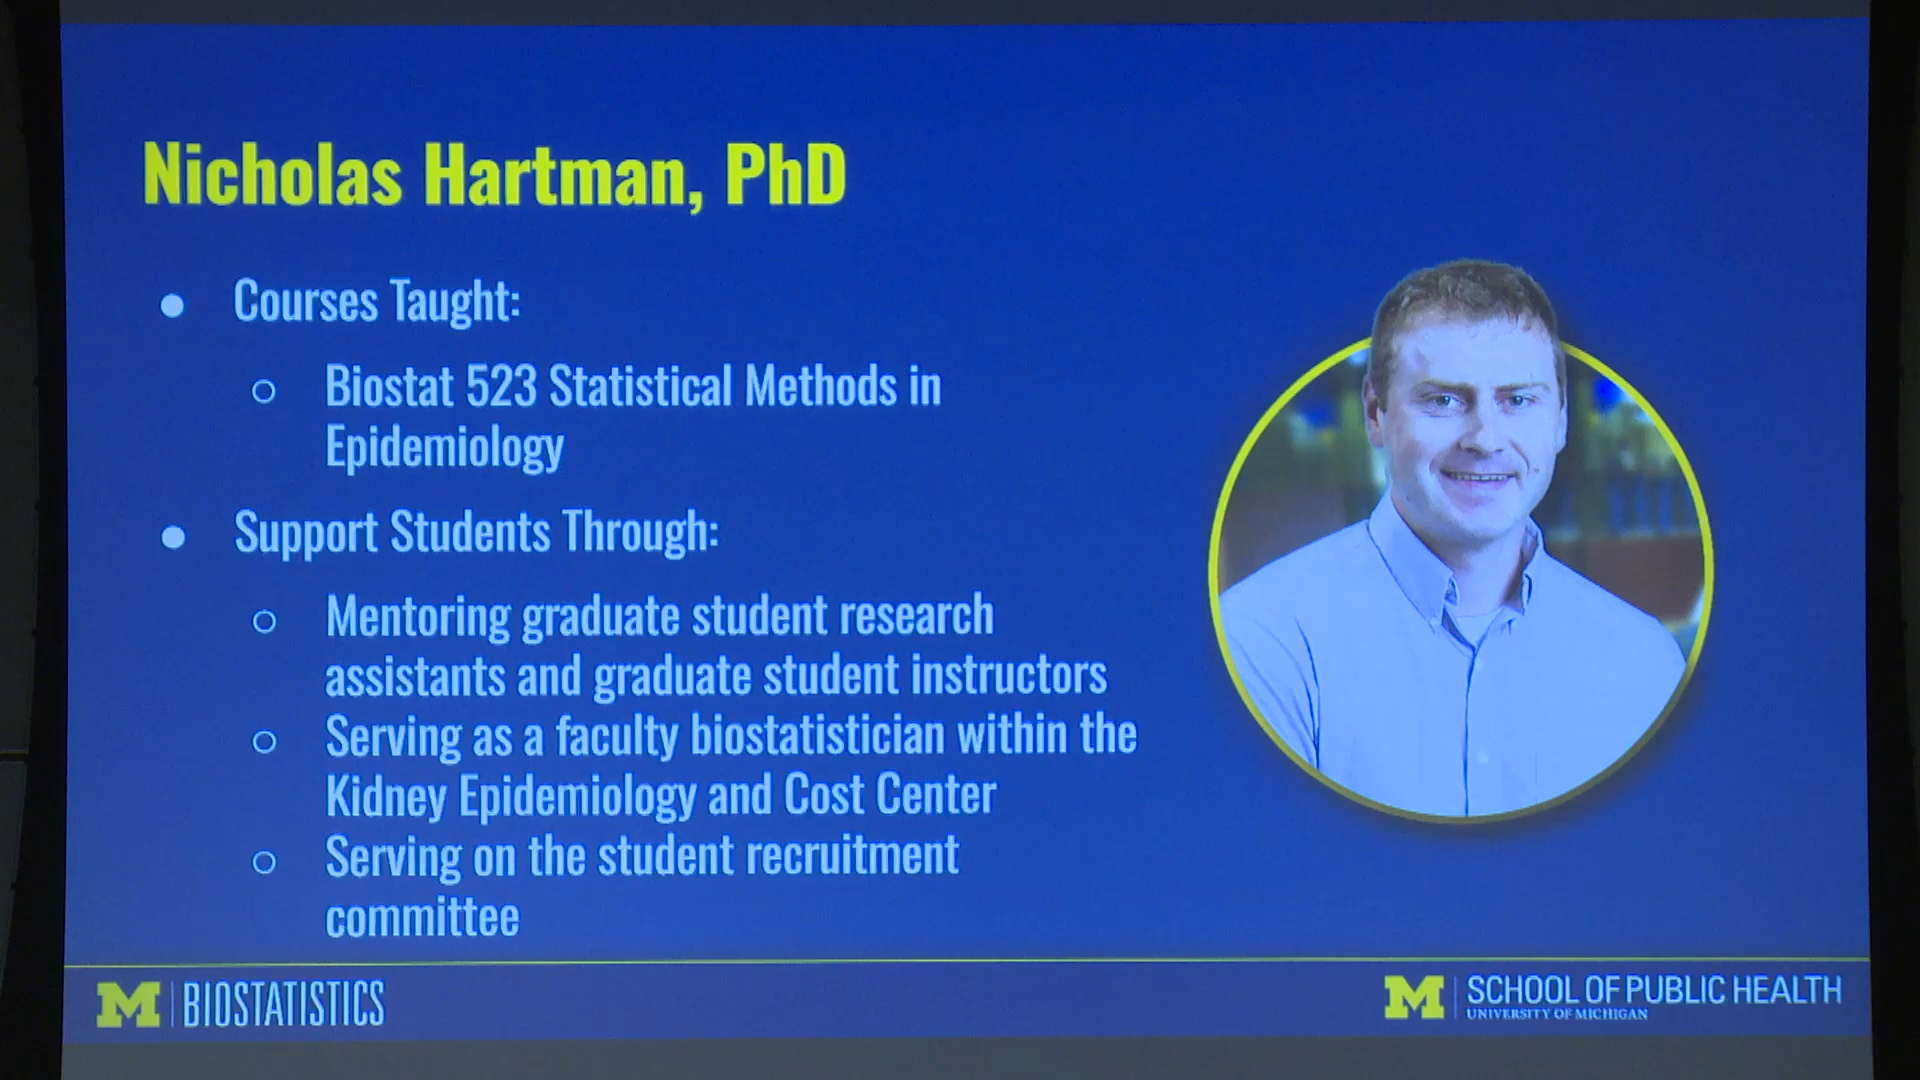 Nicholas Hartman, PhD
Courses Taught:
Biostat 523 Statistical Methods in
Epidemiology
Support Students Through:
Mentoring graduate student research
assistants and graduate student instructors
Serving as a faculty biostatistician within the
Kidney Epidemiology and Cost Center
Serving on the student recruitment
committee
M BIOSTATISTICS
M SCHOOL OF PUBLIC HEALTH
UNIVERSITY OF MICHIGAN